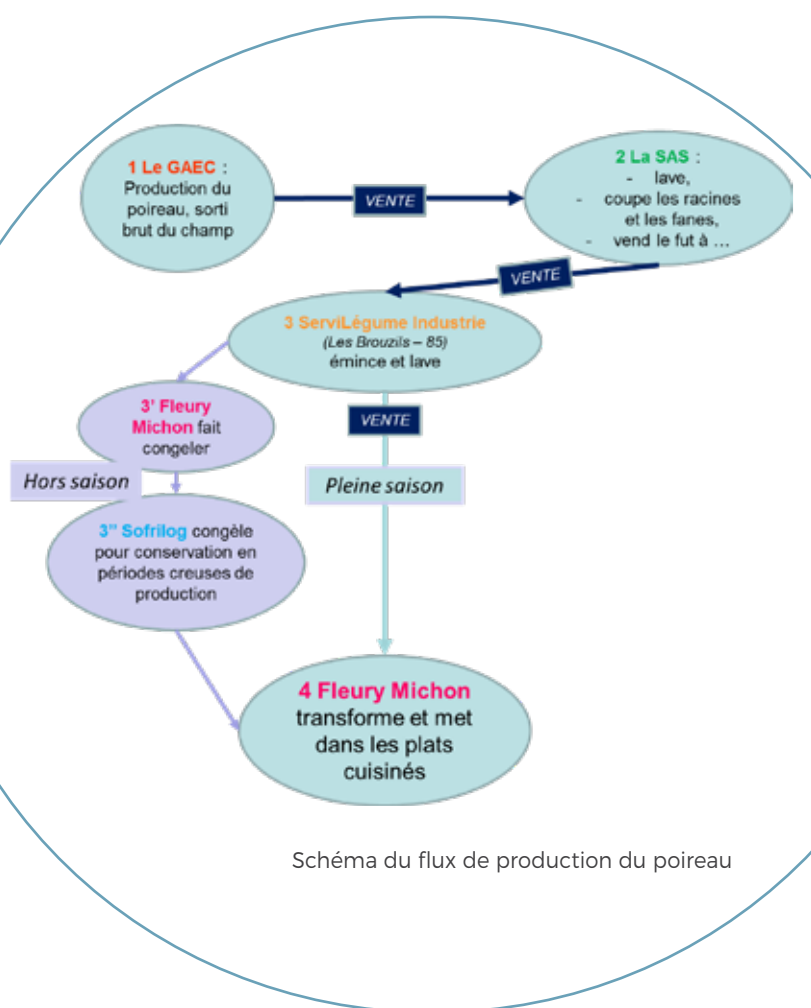 1 Le GAEC :
Production du
poireau, sorti
brut du champ
VENTE
2 La SAS :
- lave,
- coupe les racines
et les fanes,
- vend le fut à ...
VENTE
3 ServiLégume Industrie
(Les Brouzils – 85)
émince et lave
3' Fleury
Michon fait
congeler
VENTE
Hors saison
Pleine saison
3'' Sofrilog congèle
pour conservation en
périodes creuses de
production
4 Fleury Michon
transforme et met
dans les plats
cuisinés
Schéma du flux de production du poireau